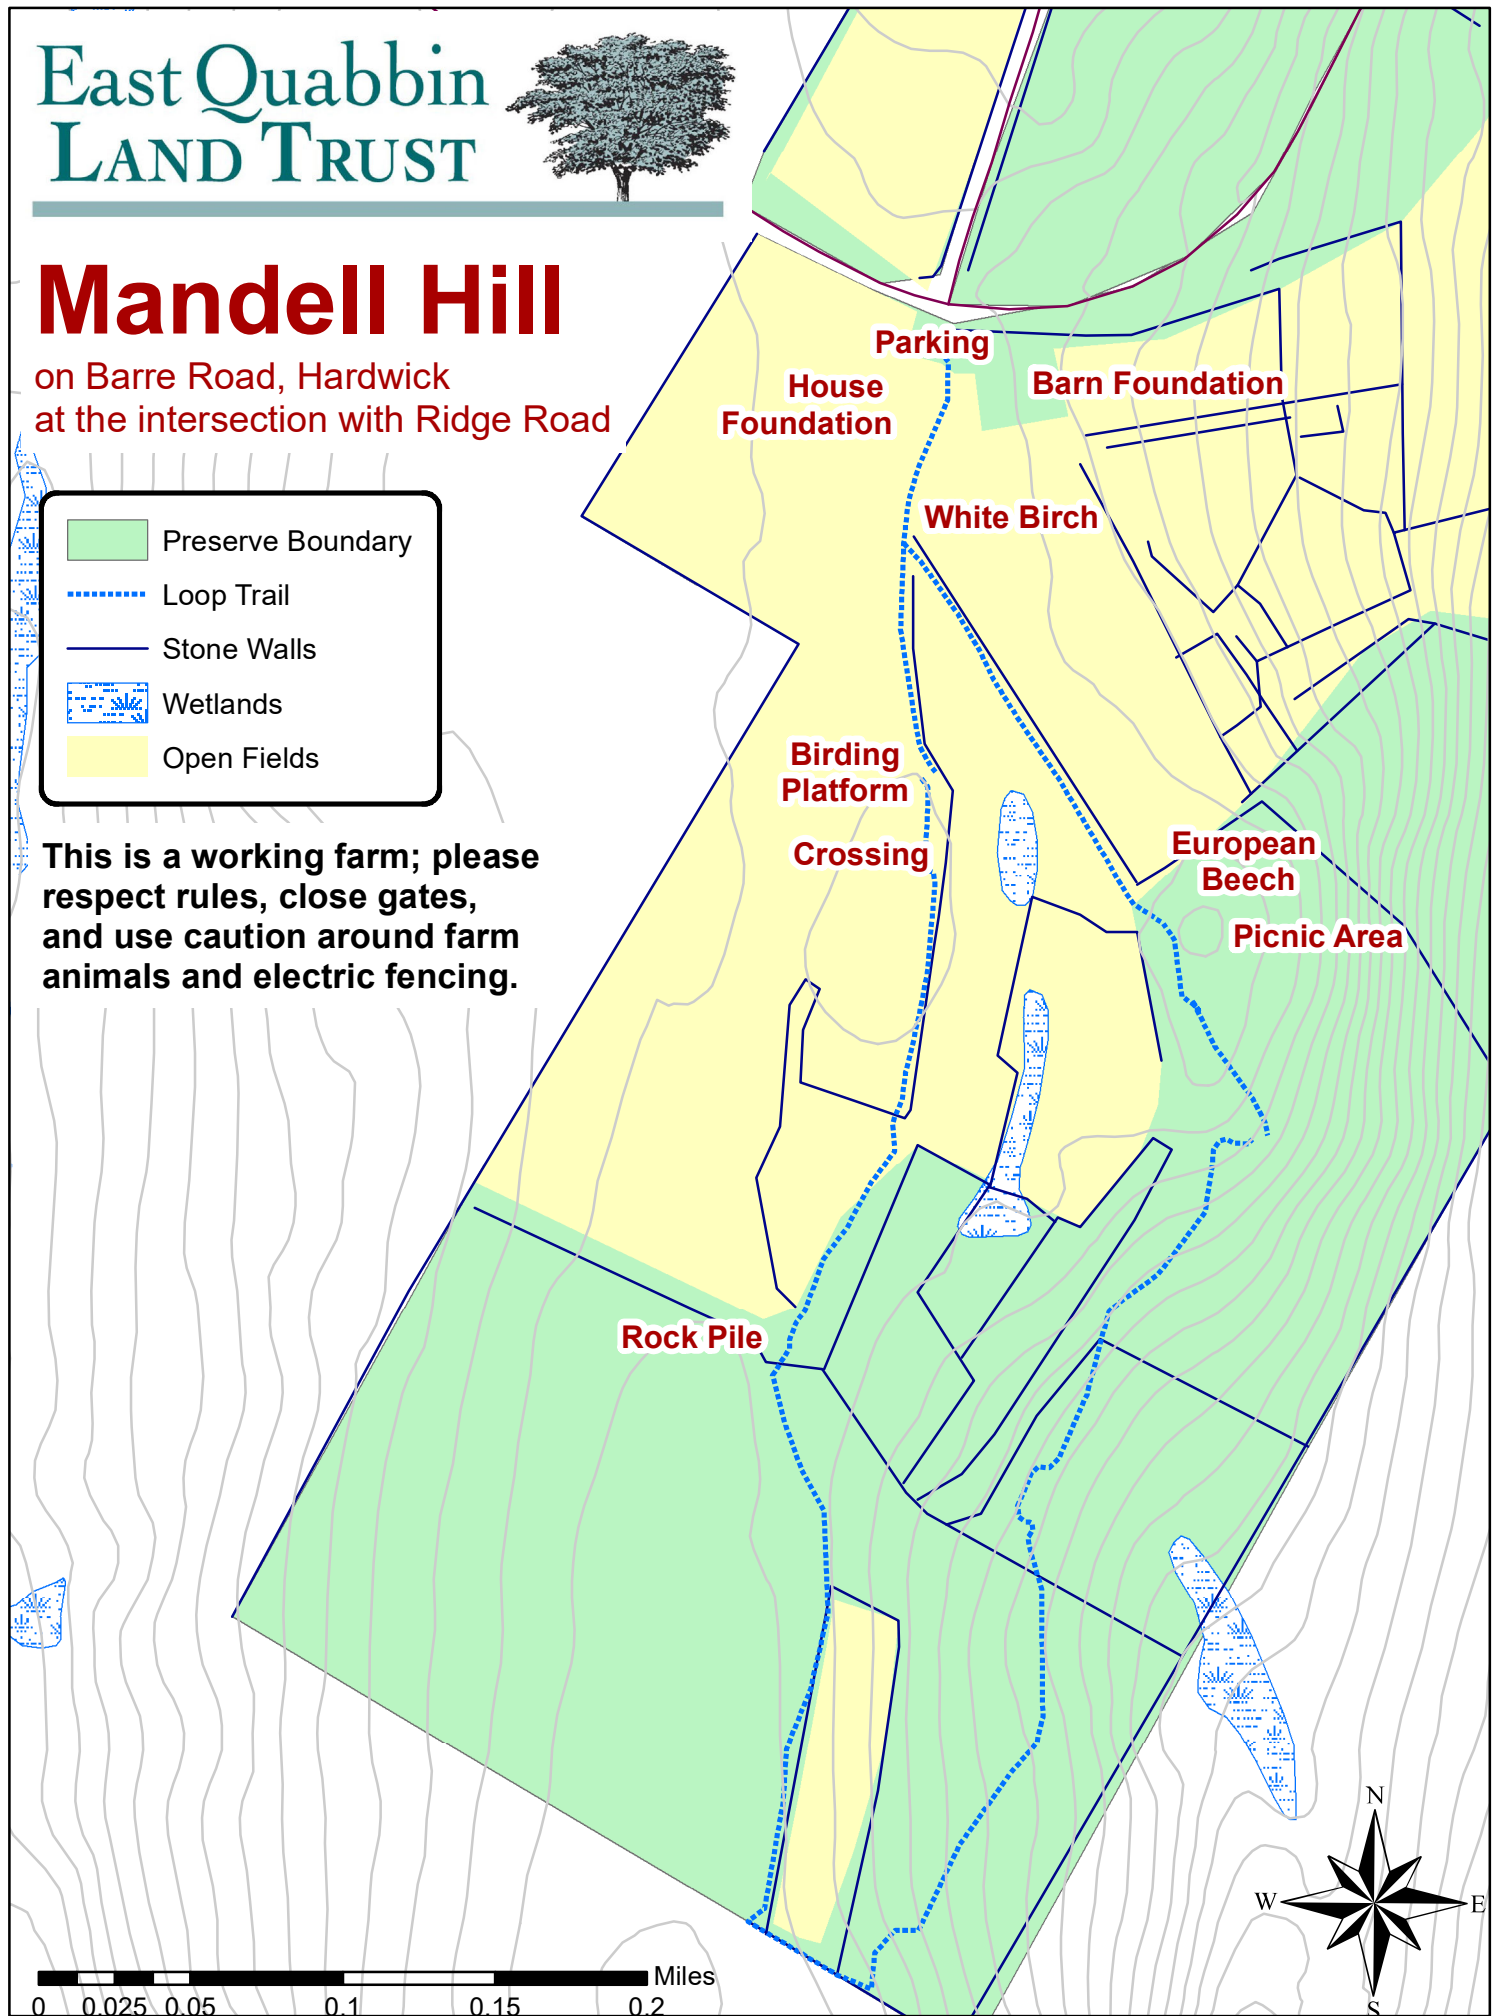 East Quabbin
LAND TRUST
Mandell Hill
on Barre Road, Hardwick
at the intersection with Ridge Road
Preserve Boundary
Loop Trail
Stone Walls
Wetlands
Open Fields
This is a working farm; please
respect rules, close gates,
and use caution around farm
animals and electric fencing.
Parking
House
Foundation
Barn Foundation
White Birch
Birding
Platform
Crossing
European
Beech
Picnic Area
Rock Pile
N
W
E
S
Miles
0 0.025 0.05 0.1 0.15 0.2